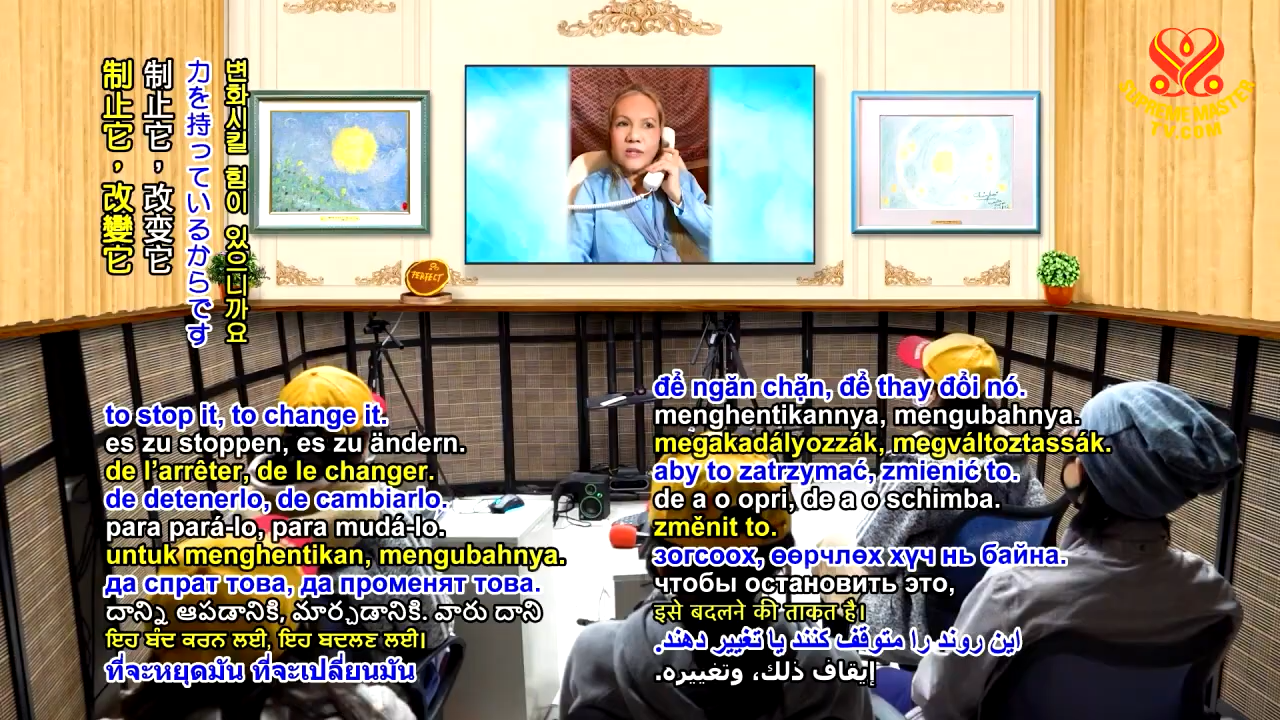 制止它，改變它
制止它，改变它
力を持っているからです
변화시킬 힘이 있으니까요
SUPREME MASTER
TV.COM
PERFECT
to stop it, to change it.
es zu stoppen, es zu ändern.
de l’arrêter, de le changer.
de detenerlo, de cambiarlo.
para pará-lo, para mudá-lo.
untuk menghentikan, mengubahnya.
да спрат това, да променят това.
దాన్ని ఆపడానికి, మార్చడానికి. వారు దాని
ਇਹ ਬੰਦ ਕਰਨ ਲਈ, ਇਹ ਬਦਲਣ ਲਈ।
ที่จะหยุดมัน ที่จะเปลี่ยนมัน
để ngăn chặn, để thay đổi nó.
menghentikannya, mengubahnya.
megakadályozzák, megváltoztassák.
aby to zatrzymać, zmienić to.
de a o opri, de a o schimba.
změnit to.
зогсоох, өөрчлөх хүч нь байна.
чтобы остановить это,
इसे बदलने की ताकत है।
این روند را متوقف کنند یا تغییر دهند.
إيقاف ذلك، وتغييره.